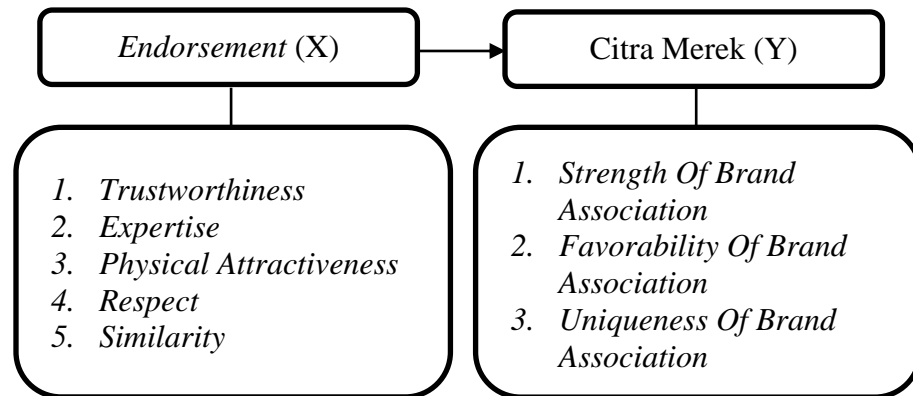 Endorsement (X)
Citra Merek (Y)
1. Trustworthiness
2. Expertise
3. Physical Attractiveness
4. Respect
5. Similarity
1. Strength Of Brand
Association
2. Favorability Of Brand
Association
3. Uniqueness Of Brand
Association